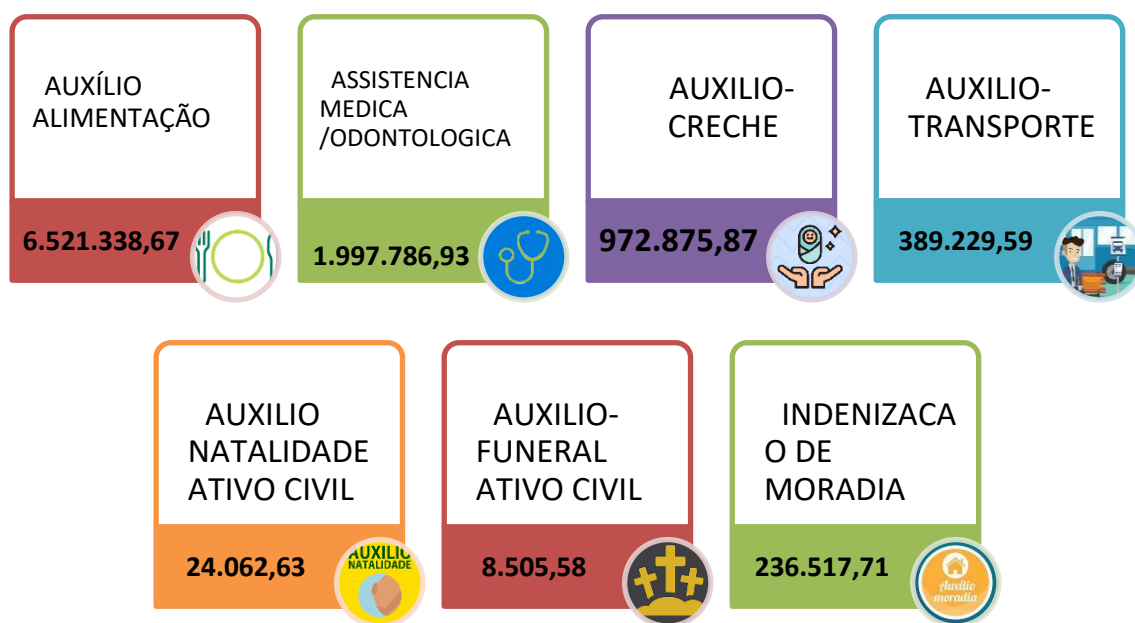 AUXÍLIO
ALIMENTAÇÃO
6.521.338,67
ASSISTENCIA
MEDICA
/ODONTOLOGICA
1.997.786,93
AUXILIO-
CRECHE
972.875,87
AUXILIO-
TRANSPORTE
389.229,59
AUXILIO
NATALIDADE
ATIVO CIVIL
24.062,63
AUXILIO
NATALIDADE
AUXILIO-
FUNERAL
ATIVO CIVIL
8.505,58
INDENIZACA
O DE
MORADIA
236.517,71
Auxílio
moradia